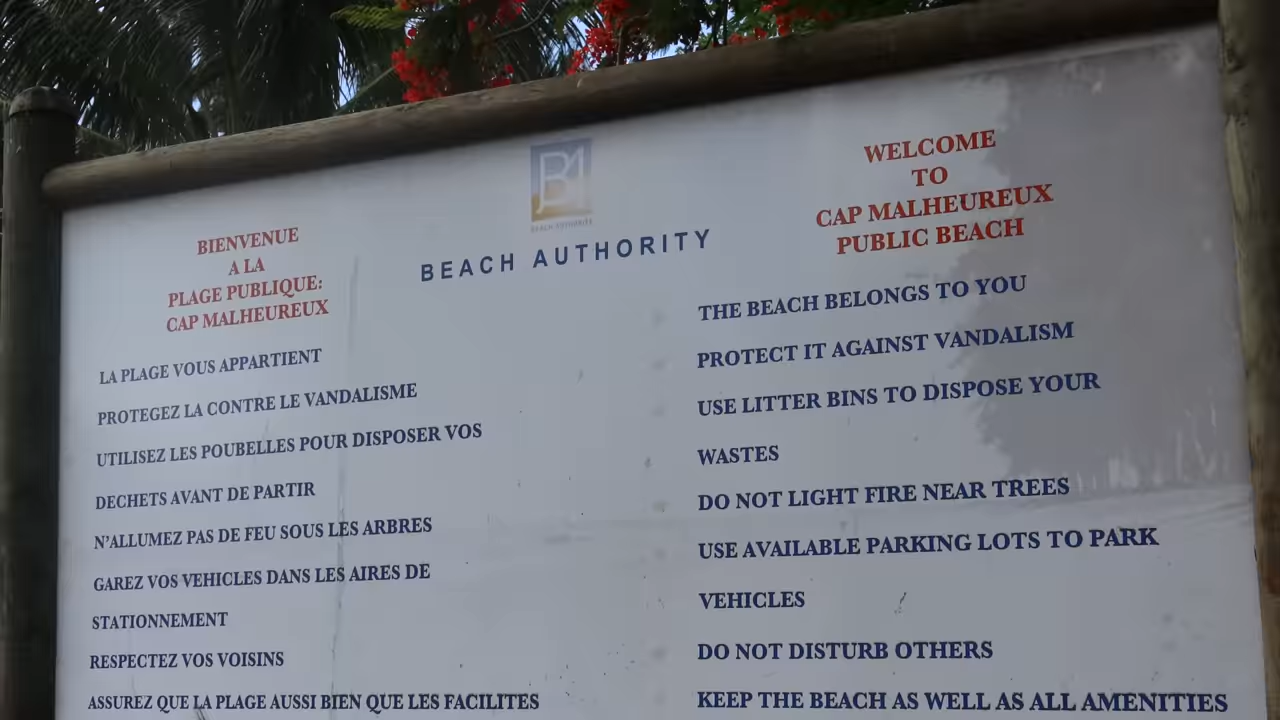 BEACH AUTHORITY
BEACH AUTHORITY
BIENVENUE
A LA
PLAGE PUBLIQUE:
CAP MALHEUREUX
LA PLAGE VOUS APPARTIENT
PROTEGEZ LA CONTRE LE VANDALISME
UTILISEZ LES POUBELLES POUR DISPOSER VOS
DECHETS AVANT DE PARTIR
N'ALLUMEZ PAS DE FEU SOUS LES ARBRES
GAREZ VOS VEHICLES DANS LES AIRES DE
STATIONNEMENT
RESPECTEZ VOS VOISINS
ASSUREZ QUE LA PLAGE AUSSI BIEN QUE LES FACILITES
WELCOME
TO
CAP MALHEUREUX
PUBLIC BEACH
THE BEACH BELONGS TO YOU
PROTECT IT AGAINST VANDALISM
USE LITTER BINS TO DISPOSE YOUR
WASTES
DO NOT LIGHT FIRE NEAR TREES
USE AVAILABLE PARKING LOTS TO PARK
VEHICLES
DO NOT DISTURB OTHERS
KEEP THE BEACH AS WELL AS ALL AMENITIES